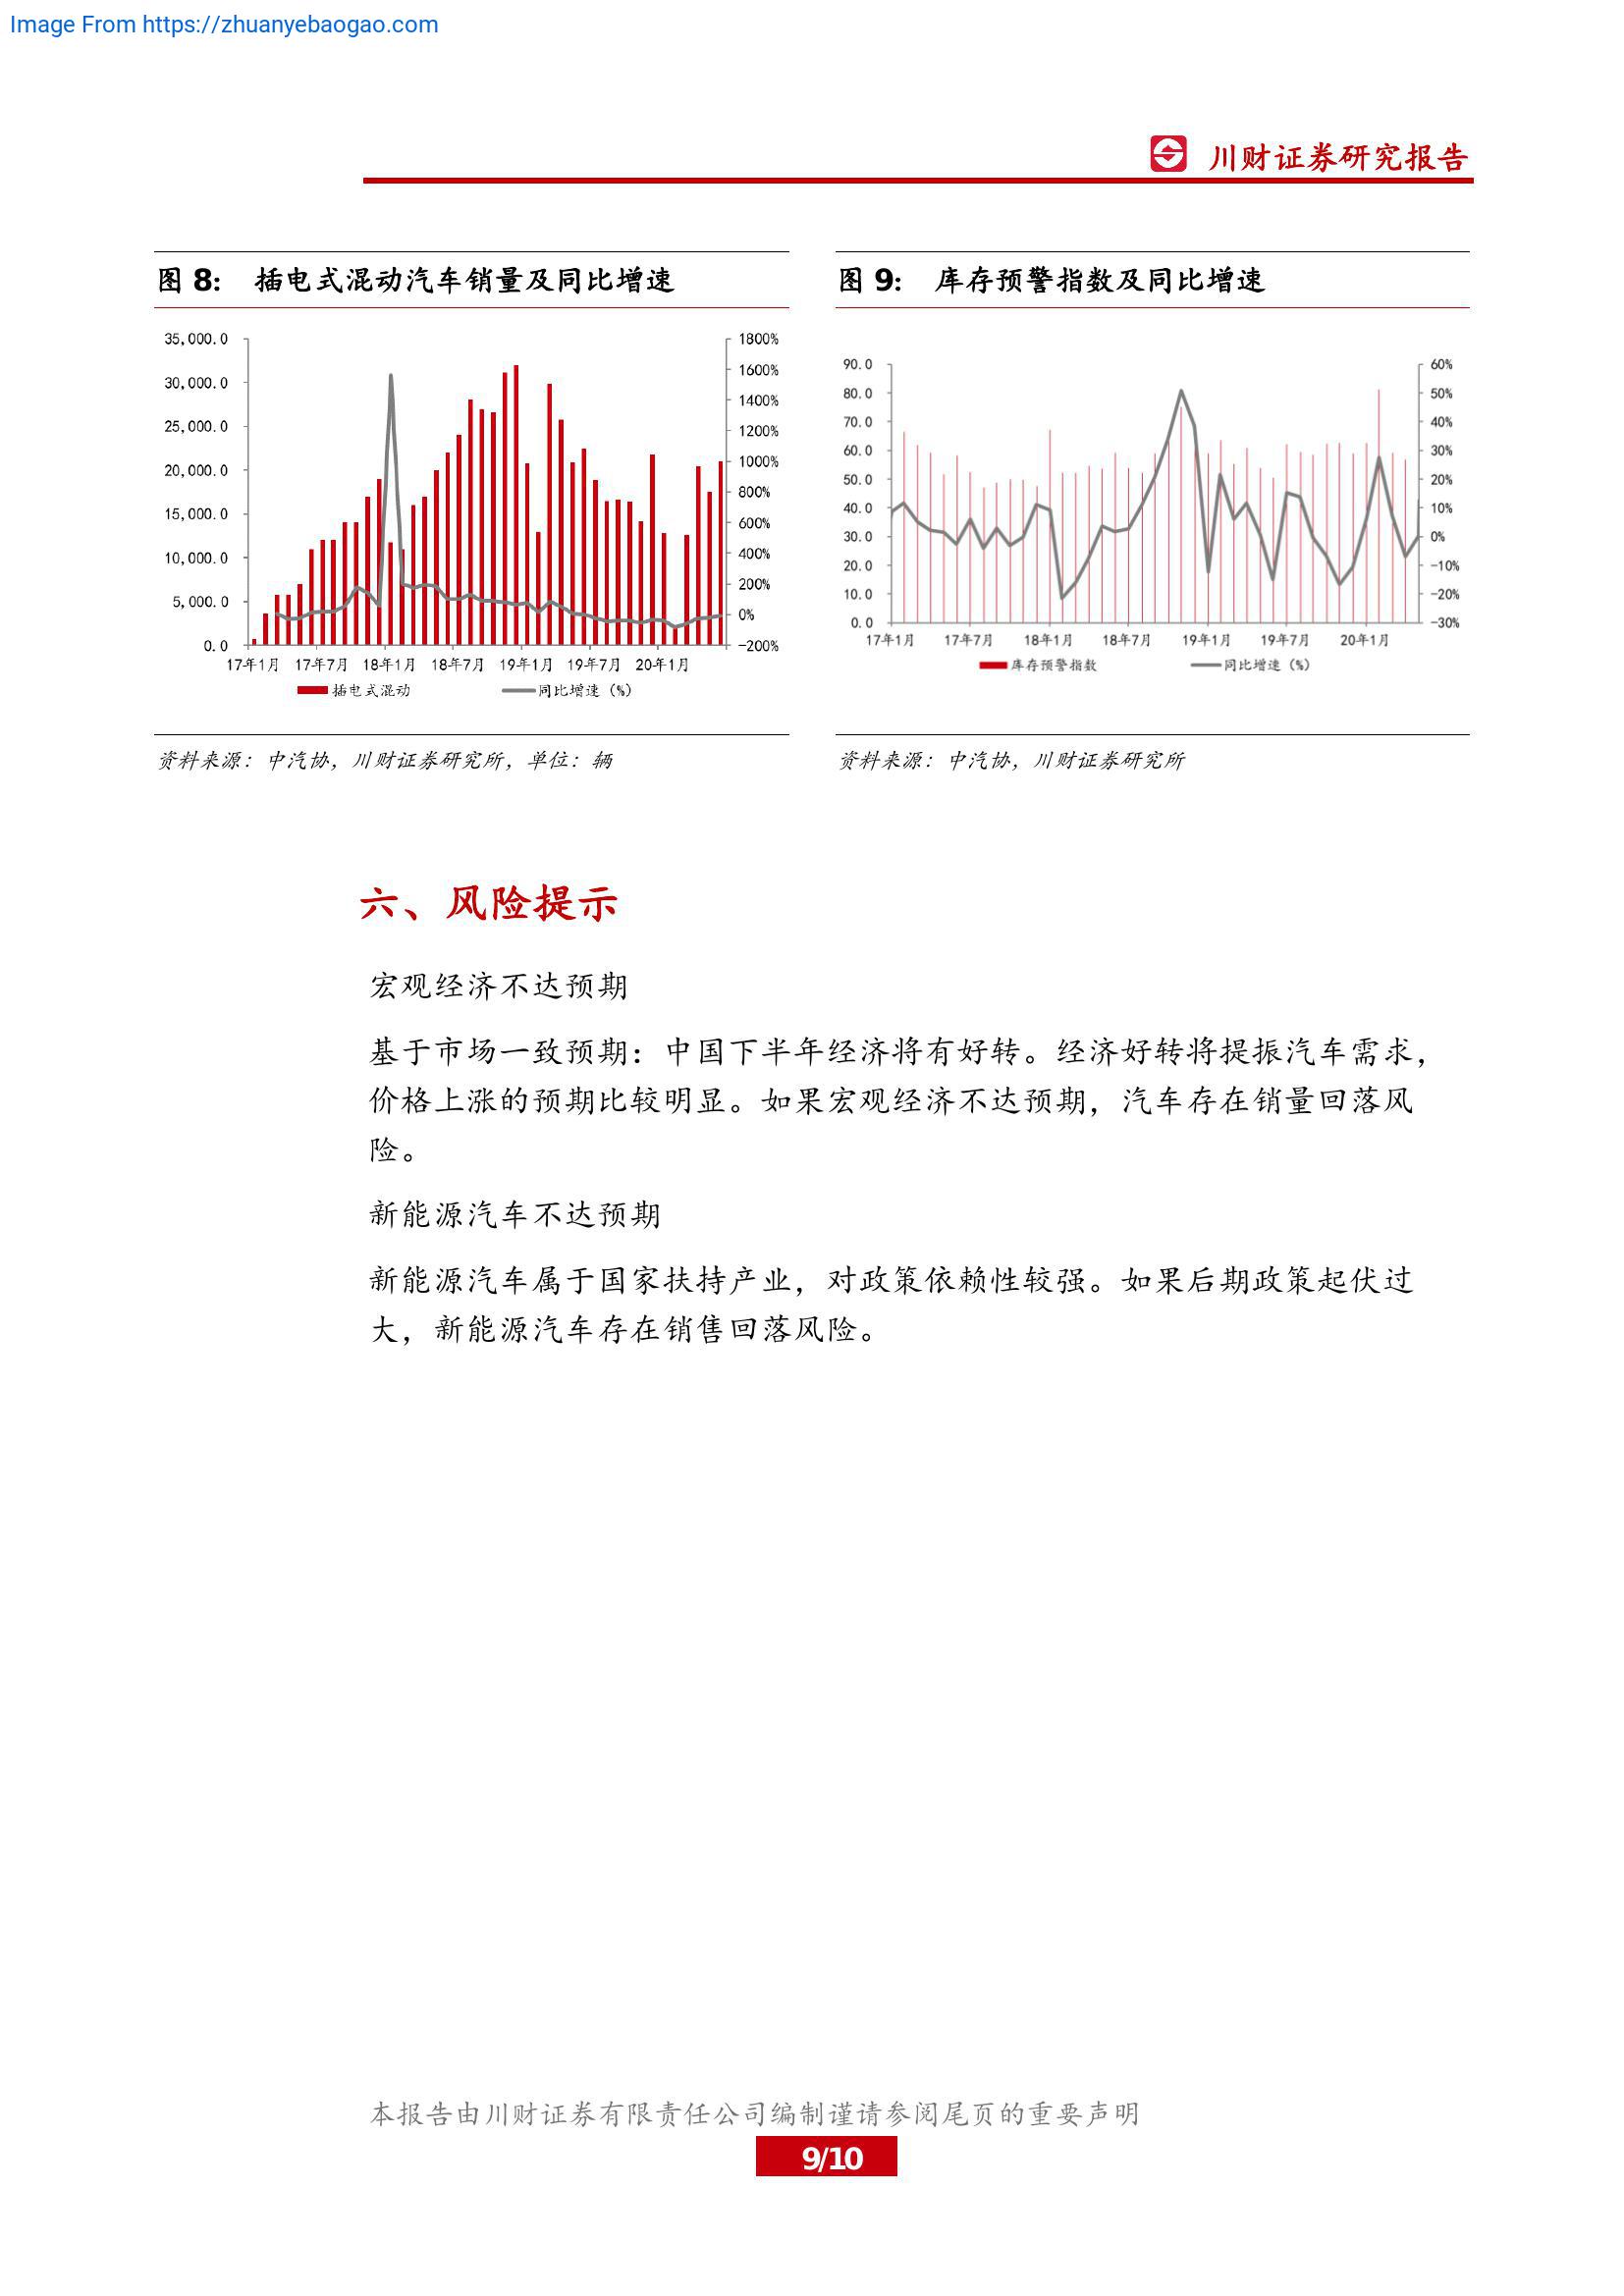 Image From https://zhuanyebaogao.com
川财证券研究报告
图 8: 插电式混动汽车销量及同比增速
35,000.0
30,000.0
25,000.0
20,000.0
15,000.0
10,000.0
5,000.0
0.0
1800%
1600%
1400%
1200%
1000%
800%
600%
400%
200%
0%
-200%
17年1月 17年7月 18年1月 18年7月 19年1月 19年7月 20年1月
插电式混动 同比增速（%）
资料来源：中汽协，川财证券研究所，单位：辆
图 9: 库存预警指数及同比增速
90.0
80.0
70.0
60.0
50.0
40.0
30.0
20.0
10.0
0.0
60%
50%
40%
30%
20%
10%
0%
-10%
-20%
-30%
17年1月 17年7月 18年1月 18年7月 19年1月 19年7月 20年1月
库存预警指数 同比增速（%）
资料来源：中汽协，川财证券研究所
六、风险提示
宏观经济不达预期
基于市场一致预期：中国下半年经济将有好转。经济好转将提振汽车需求，
价格上涨的预期比较明显。如果宏观经济不达预期，汽车存在销量回落风
险。
新能源汽车不达预期
新能源汽车属于国家扶持产业，对政策依赖性较强。如果后期政策起伏过
大，新能源汽车存在销售回落风险。
本报告由川财证券有限责任公司编制谨请参阅尾页的重要声明
9/10